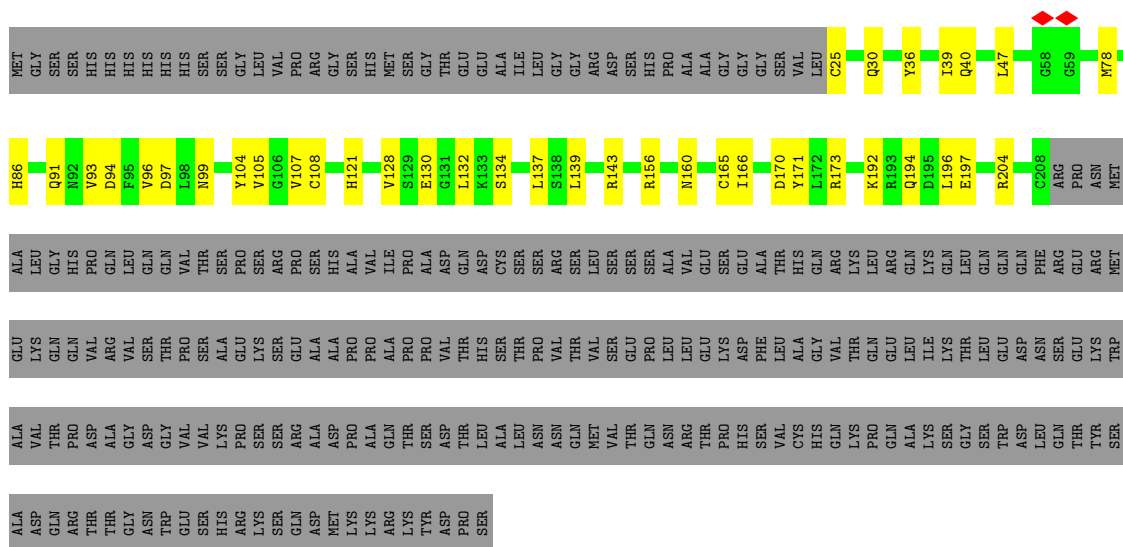 MET GLY SER SER HIS HIS HIS HIS HIS HIS SER SER GLY LEU VAL PRO ARG GLY SER HIS MET SER GLY THR GLU GLU ALA ILE LEU GLY GLY ARG ASP SER HIS PRO ALA ALA GLY GLY GLY SER VAL LEU C25 Q30 Y36 I39 Q40 L47 G58 G59 M78
H86 Q91 N92 V93 D94 F95 V96 D97 L98 N99 Y104 V105 G106 V107 C108 H121 V128 S129 E130 G131 L132 K133 S134 L137 S138 L139 R143 R156 N160 C165 I166 D170 Y171 L172 R173 K192 R193 Q194 D195 L196 E197 R204 C208 ARG PRO ASN MET
ALA LEU GLY HIS PRO GLN LEU GLN GLN VAL THR SER PRO SER ARG PRO SER HIS ALA VAL ILE PRO ALA ASP GLN ASP CYS SER SER ARG SER LEU SER SER SER ALA VAL GLU SER GLU ALA THR HIS GLN ARG LYS LEU ARG GLN LYS GLN LEU GLN GLN GLN PHE ARG GLU ARG MET
GLU LYS GLN GLN VAL ARG VAL SER THR PRO SER ALA GLU LYS SER GLU ALA ALA PRO PRO ALA PRO PRO VAL THR HIS SER THR PRO VAL THR VAL SER GLU PRO LEU LEU GLU LYS ASP PHE LEU ALA GLY VAL THR GLN GLU LEU ILE LYS THR LEU GLU ASP ASN SER GLU LYS TRP
ALA VAL THR PRO ASP ALA GLY ASP GLY VAL VAL LYS PRO SER SER ARG ALA ASP PRO ALA GLN THR SER ASP THR LEU ALA LEU ASN ASN GLN MET VAL THR GLN ASN ARG THR PRO HIS SER VAL CYS HIS GLN LYS PRO GLN ALA LYS SER GLY SER TRP ASP LEU GLN THR TYR SER
ALA ASP GLN ARG THR THR GLY ASN TRP GLU SER HIS ARG LYS SER GLN ASP MET LYS LYS ARG LYS TYR ASP PRO SER